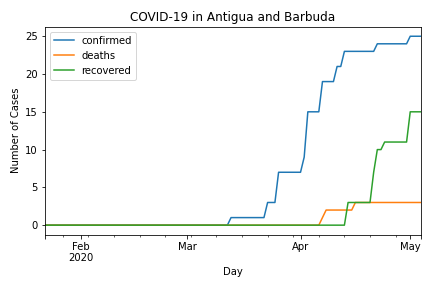 COVID-19 in Antigua and Barbuda
confirmed
deaths
recovered
Number of Cases
25
20
15
10
5
0
Feb
2020
Mar
Apr
May
Day